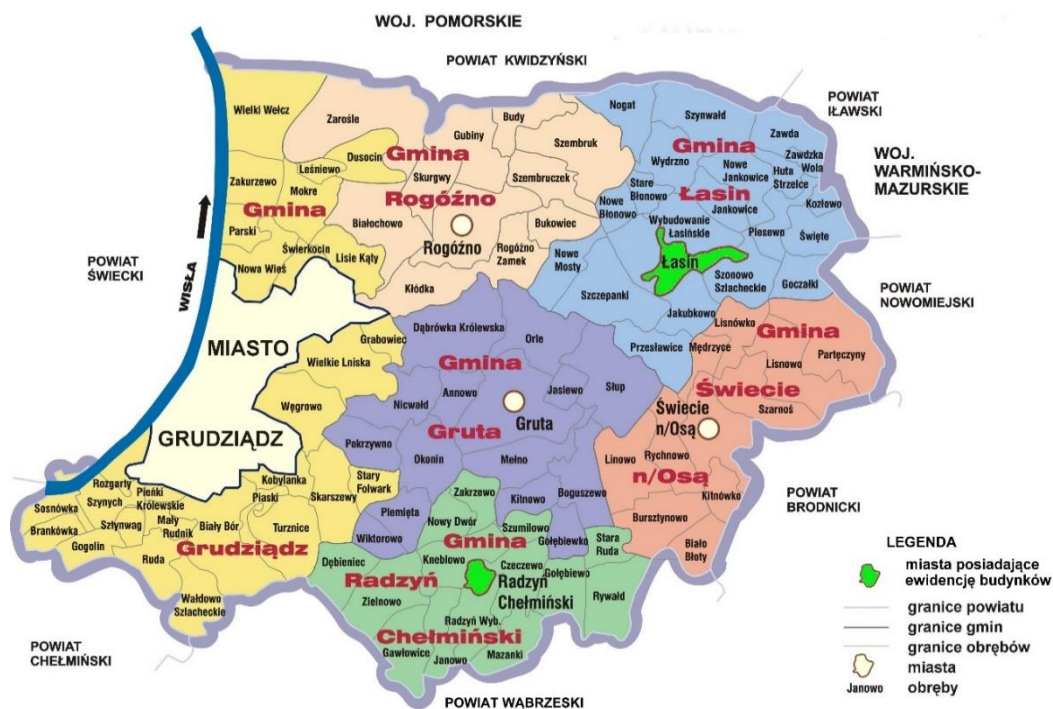 WOJ. POMORSKIE
POWIAT KWIDZYŃSKI
POWIAT
IŁAWSKI
WOJ.
WARMIŃSKO-
MAZURSKIE
POWIAT
NOWOMIEJSKI
POWIAT
BRODNICKI
POWIAT
ŚWIECKI
POWIAT
CHEŁMIŃSKI
POWIAT WĄBRZESKI
WISŁA
Wielki Wełcz
Zakurzewo
Leśniewo
Dusocin
Mokre
Gmina
Parski
Świerkocin
Lisie Kąty
Nowa Wieś
MIASTO
GRUDZIĄDZ
Grabowiec
Wielkie Lniska
Węgrowo
Stary
Folwark
Skarszewy
Kobylanka
Piaski
Turznice
Biały Bór
Mały
Rudnik
Pieńki
Królewskie
Rozgarty
Szynych
Sztynwag
Sosnówka
Brankówka
Gogolin
Ruda
Grudziądz
Wałdowo
Szlacheckie
Zarośle
Gubiny
Budy
Szembruk
Gmina
Skurgwy
Szembruczek
Rogóźno
Białochowo
Rogóźno
Bukowiec
Rogóźno
Zamek
Kłódka
Nogat
Szynwałd
Zawda
Gmina
Wydrzno
Nowe
Jankowice
Zawdzka
Wola
Huta
Strzelce
Stare
Błonowo
Łasin
Nowe
Błonowo
Jankowice
Kozłowo
Wybudowanie
Łasińskie
Plesewo
Święte
Łasin
Nowe
Mosty
Szonowo
Szlacheckie
Goczałki
Szczepanki
Jakubkowo
Przesławice
Lisnówko
Gmina
Mędrzyce
Lisnowo
Partęczyny
Świecie
Szarnoś
Świecie
n/Osą
Linowo
Rychnowo
n/Osą
Kitnówko
Bursztynowo
Biało
Błoty
Dąbrówka Królewska
Orle
Gmina
Annowo
Jasiewo
Słup
Nicwałd
Gruta
Gruta
Pokrzywno
Okonin
Mełno
Plemięta
Kitnowo
Boguszewo
Wiktorowo
Gołębiewko
Zakrzewo
Nowy Dwór
Szumiłowo
Gmina
Stara
Ruda
Dębieniec
Kneblowo
Czeczewo
Gołębiewo
Radzyń
Radzyń
Chełmiński
Zielnowo
Rywałd
Radzyń Wyb.
Chełmiński
Gawłowice
Janowo
Mazanki
LEGENDA
miasta posiadające
ewidencję budynków
granice powiatu
granice gmin
granice obrębów
miasta
Janowo
obręby